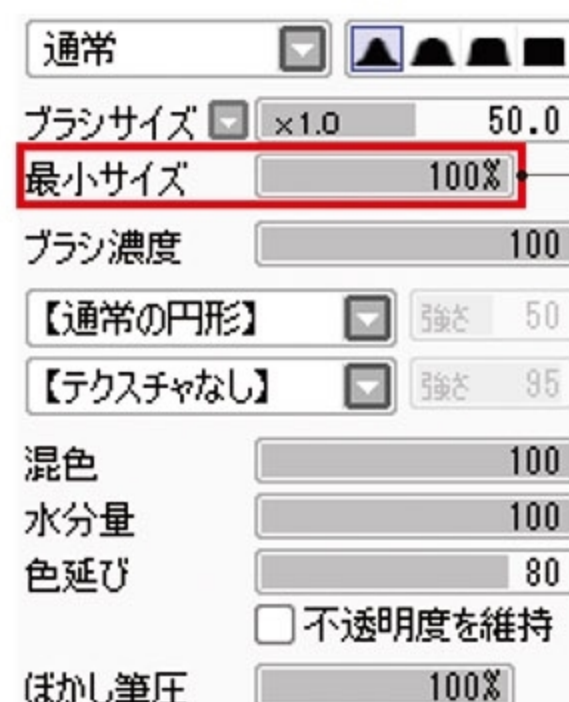 通常
ブラシサイズ ×1.0 50.0
最小サイズ 100%
ブラシ濃度 100
【通常の円形】 強さ 50
【テクスチャなし】 強さ 95
混色 100
水分量 100
色延び 80
不透明度を維持
ぼかし筆圧 100%